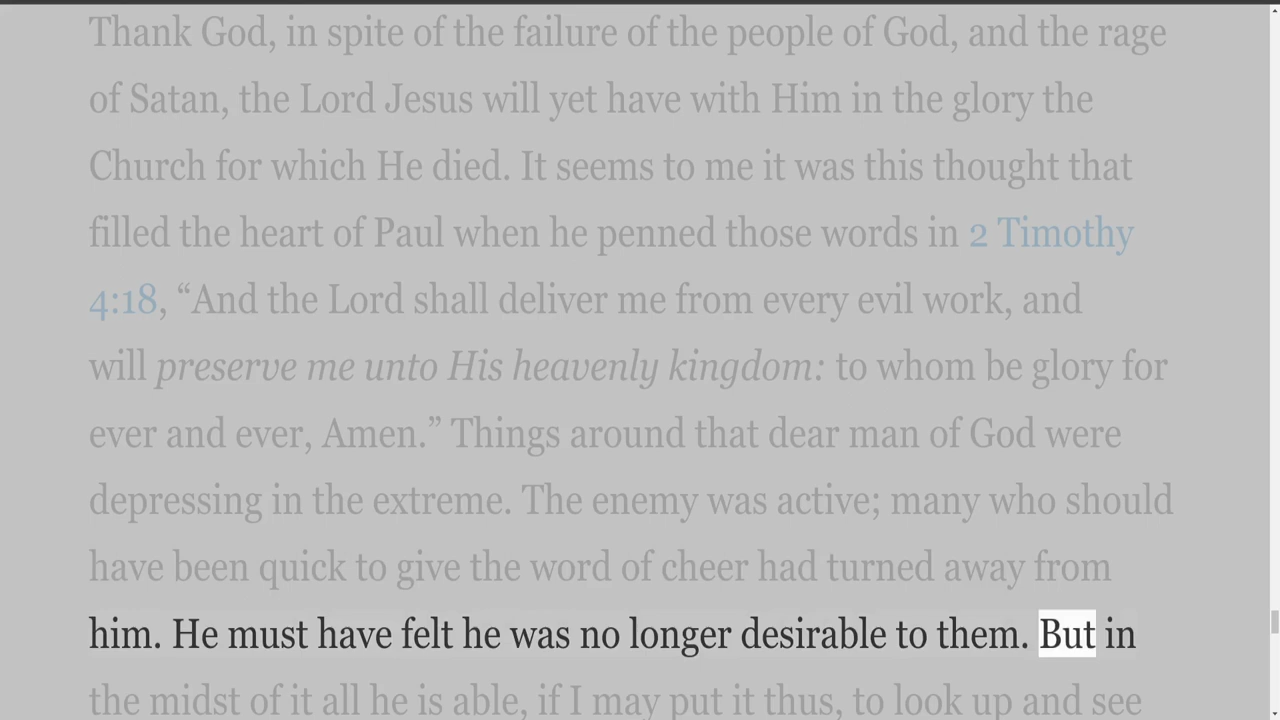 Thank God, in spite of the failure of the people of God, and the rage
of Satan, the Lord Jesus will yet have with Him in the glory the
Church for which He died. It seems to me it was this thought that
filled the heart of Paul when he penned those words in 2 Timothy
4:18, “And the Lord shall deliver me from every evil work, and
will preserve me unto His heavenly kingdom: to whom be glory for
ever and ever, Amen.” Things around that dear man of God were
depressing in the extreme. The enemy was active; many who should
have been quick to give the word of cheer had turned away from
him. He must have felt he was no longer desirable to them. But in
the midst of it all he is able, if I may put it thus, to look up and see